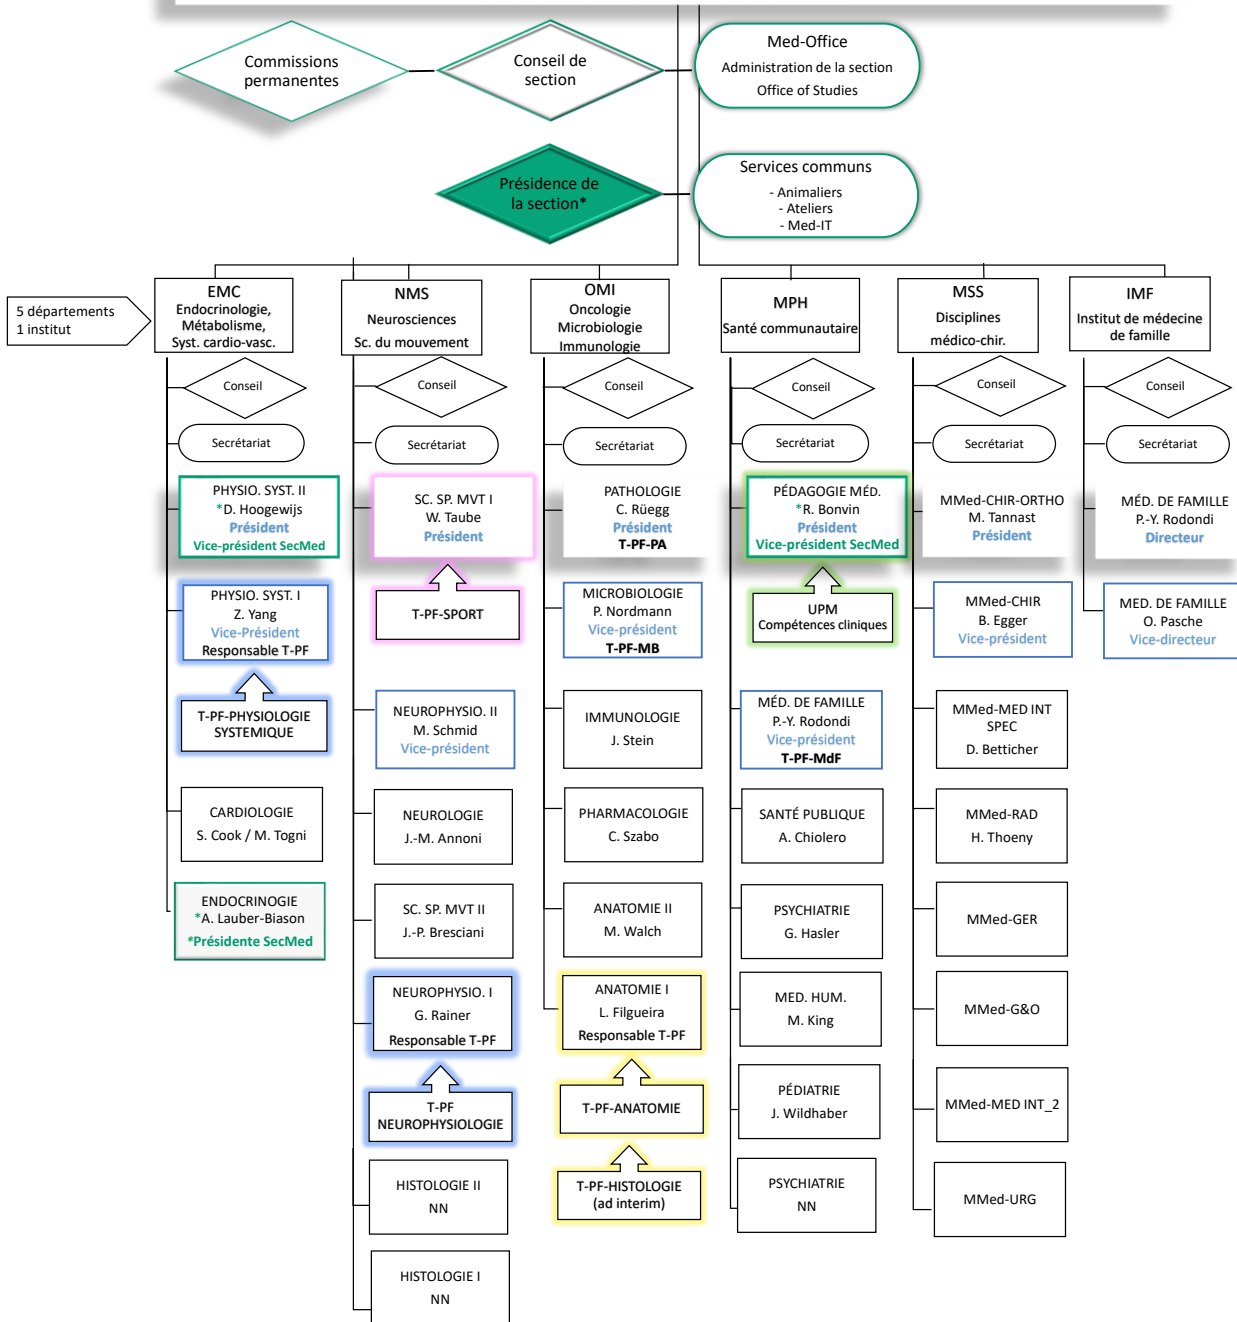 Commissions
permanentes
Conseil de
section
Med-Office
Administration de la section
Office of Studies
Présidence de
la section*
Services communs
- Animaliers
- Ateliers
- Med-IT
5 départements
1 institut
EMC
Endocrinologie,
Métabolisme,
Syst. cardio-vasc.
NMS
Neurosciences
Sc. du mouvement
OMI
Oncologie
Microbiologie
Immunologie
MPH
Santé communautaire
MSS
Disciplines
médico-chir.
IMF
Institut de médecine
de famille
Conseil
Conseil
Conseil
Conseil
Conseil
Conseil
Secrétariat
Secrétariat
Secrétariat
Secrétariat
Secrétariat
Secrétariat
PHYSIO. SYST. II
*D. Hoogewijs
Président
Vice-président SecMed
PHYSIO. SYST. I
Z. Yang
Vice-Président
Responsable T-PF
T-PF-PHYSIOLOGIE
SYSTEMIQUE
CARDIOLOGIE
S. Cook / M. Togni
ENDOCRINOGIE
*A. Lauber-Biason
*Présidente SecMed
SC. SP. MVT I
W. Taube
Président
T-PF-SPORT
NEUROPHYSIO. II
M. Schmid
Vice-président
NEUROLOGIE
J.-M. Annoni
SC. SP. MVT II
J.-P. Bresciani
NEUROPHYSIO. I
G. Rainer
Responsable T-PF
T-PF
NEUROPHYSIOLOGIE
HISTOLOGIE II
NN
HISTOLOGIE I
NN
PATHOLOGIE
C. Rüegg
Président
T-PF-PA
MICROBIOLOGIE
P. Nordmann
Vice-président
T-PF-MB
IMMUNOLOGIE
J. Stein
PHARMACOLOGIE
C. Szabo
ANATOMIE II
M. Walch
ANATOMIE I
L. Filgueira
Responsable T-PF
T-PF-ANATOMIE
T-PF-HISTOLOGIE
(ad interim)
PÉDAGOGIE MÉD.
*R. Bonvin
Président
Vice-président SecMed
UPM
Compétences cliniques
MÉD. DE FAMILLE
P.-Y. Rodondi
Vice-président
T-PF-MdF
SANTÉ PUBLIQUE
A. Chiolero
PSYCHIATRIE
G. Hasler
MED. HUM.
M. King
PÉDIATRIE
J. Wildhaber
PSYCHIATRIE
NN
MMed-CHIR-ORTHO
M. Tannast
Président
MMed-CHIR
B. Egger
Vice-président
MMed-MED INT
SPEC
D. Betticher
MMed-RAD
H. Thoeny
MMed-GER
MMed-G&O
MMed-MED INT_2
MMed-URG
MÉD. DE FAMILLE
P.-Y. Rodondi
Directeur
MED. DE FAMILLE
O. Pasche
Vice-directeur